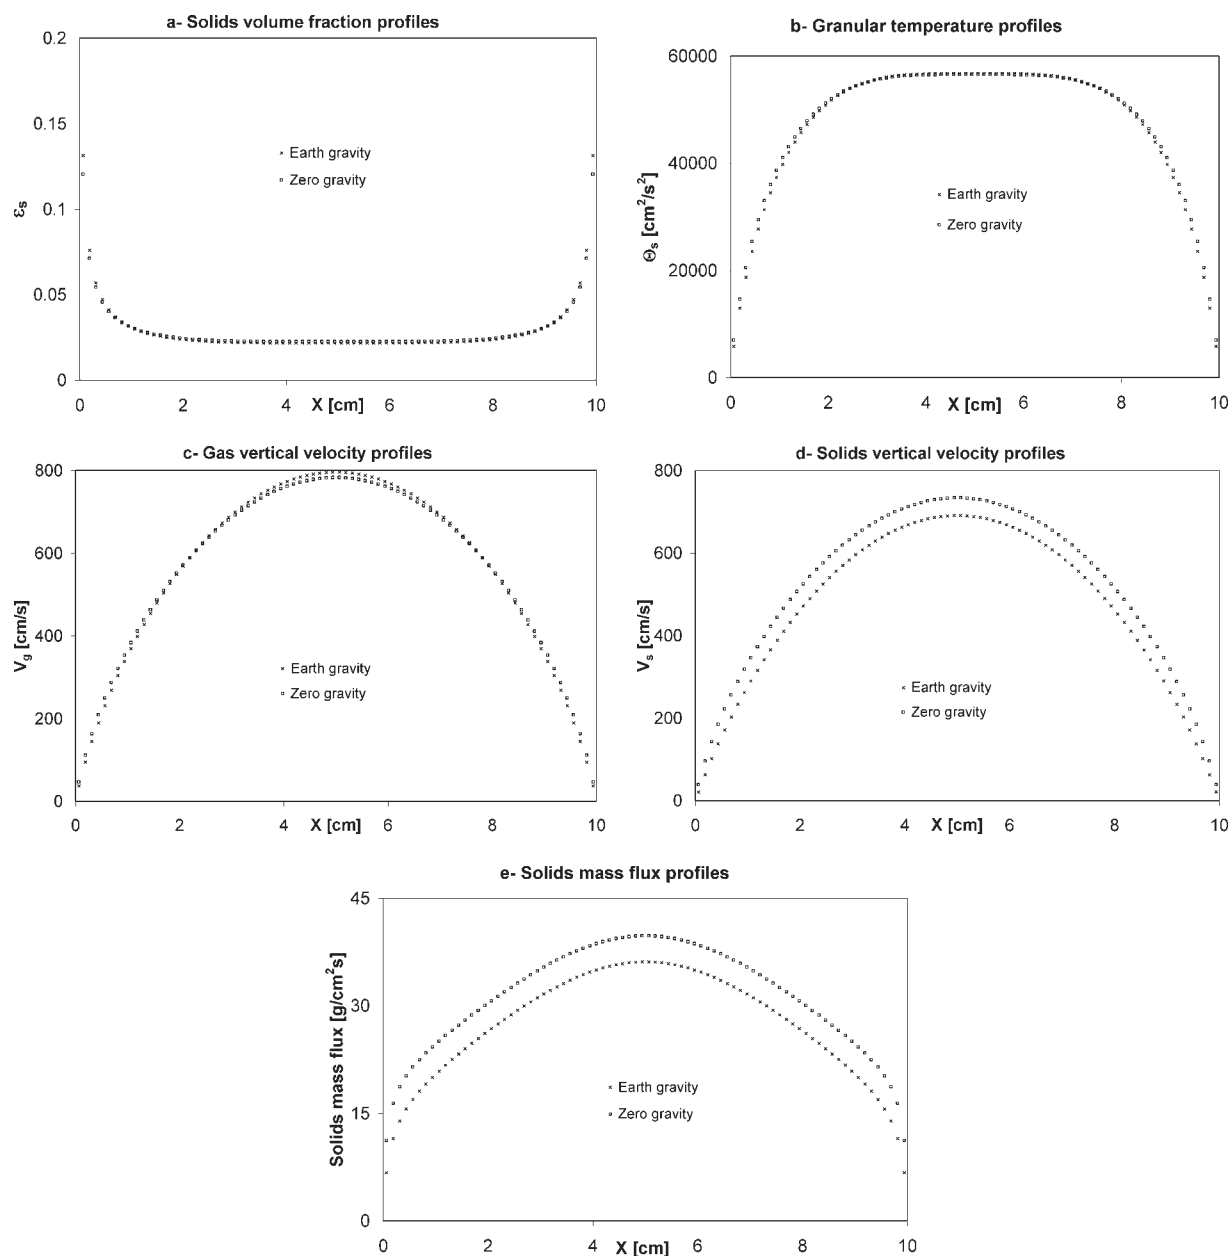 a- Solids volume fraction profiles
0.2
0.15
0.1
0.05
0
εs
× Earth gravity
▫ Zero gravity
0 2 4 6 8 10
X [cm]
b- Granular temperature profiles
60000
40000
20000
0
Θs [cm²/s²]
× Earth gravity
▫ Zero gravity
0 2 8 10
X [cm]
c- Gas vertical velocity profiles
800
600
400
200
0
Vg [cm/s]
× Earth gravity
▫ Zero gravity
0 2 4 6 8 10
X [cm]
d- Solids vertical velocity profiles
800
600
400
200
0
Vs [cm/s]
× Earth gravity
▫ Zero gravity
0 2 4 6 8 10
X [cm]
e- Solids mass flux profiles
45
30
15
0
Solids mass flux [g/cm²s]
× Earth gravity
▫ Zero gravity
0 2 4 6 8 10
X [cm]